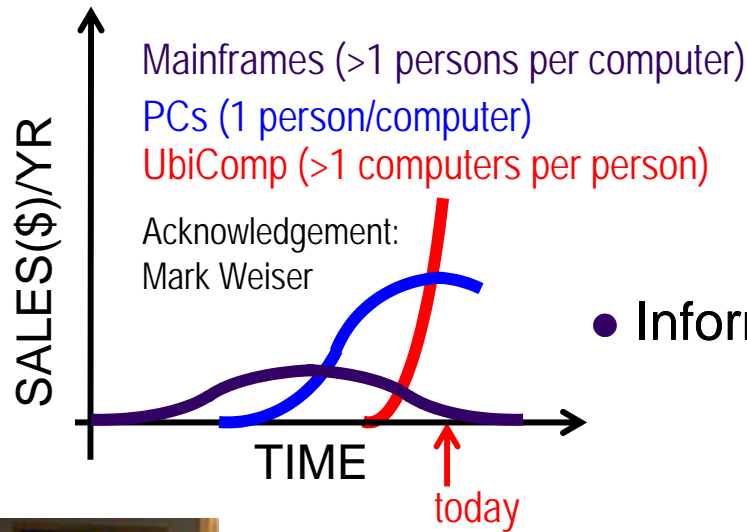 Mainframes (>1 persons per computer)
PCs (1 person/computer)
UbiComp (>1 computers per person)
Acknowledgement:
Mark Weiser
SALES($)/YR
TIME
today